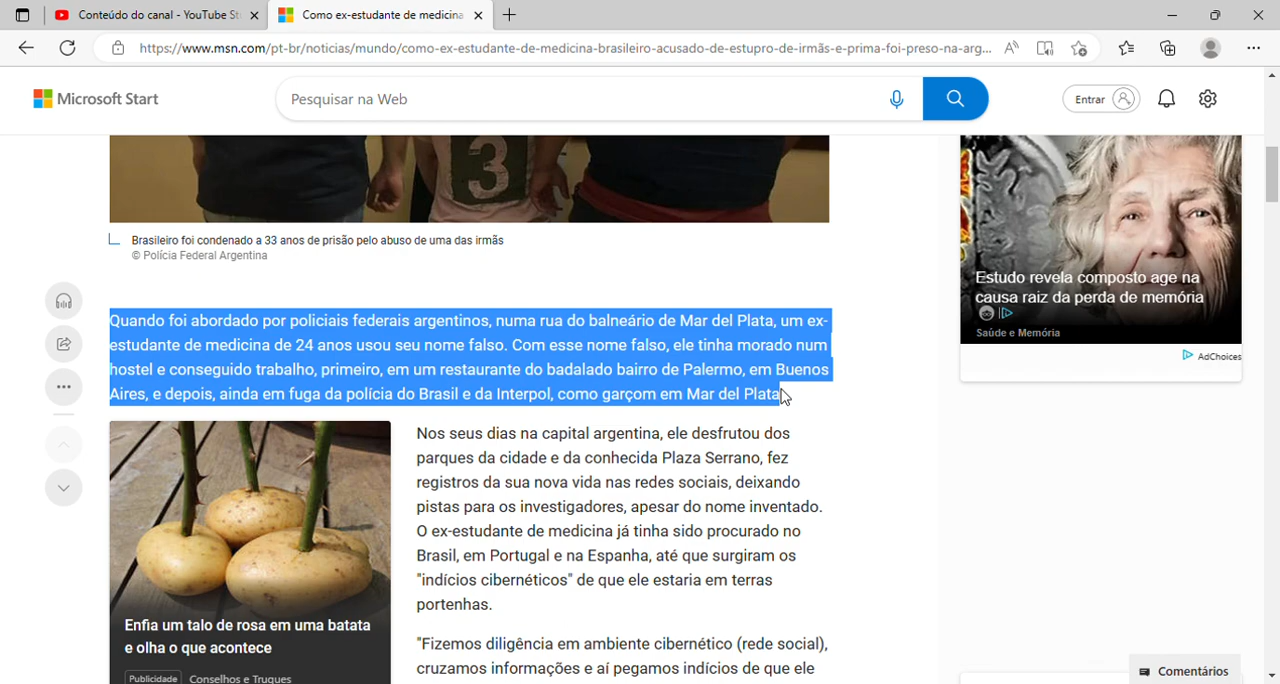 Conteúdo do canal - YouTube St
Como ex-estudante de medicina
https://www.msn.com/pt-br/noticias/mundo/como-ex-estudante-de-medicina-brasileiro-acusado-de-estupro-de-irmãs-e-prima-foi-preso-na-arg...
Microsoft Start
Pesquisar na Web
Entrar
3
Brasileiro foi condenado a 33 anos de prisão pelo abuso de uma das irmãs
© Polícia Federal Argentina
Quando foi abordado por policiais federais argentinos, numa rua do balneário de Mar del Plata, um ex-
estudante de medicina de 24 anos usou seu nome falso. Com esse nome falso, ele tinha morado num
hostel e conseguido trabalho, primeiro, em um restaurante do badalado bairro de Palermo, em Buenos
Aires, e depois, ainda em fuga da polícia do Brasil e da Interpol, como garçom em Mar del Plata.
Nos seus dias na capital argentina, ele desfrutou dos
parques da cidade e da conhecida Plaza Serrano, fez
registros da sua nova vida nas redes sociais, deixando
pistas para os investigadores, apesar do nome inventado.
O ex-estudante de medicina já tinha sido procurado no
Brasil, em Portugal e na Espanha, até que surgiram os
"indícios cibernéticos" de que ele estaria em terras
portenhas.
"Fizemos diligência em ambiente cibernético (rede social),
cruzamos informações e aí pegamos indícios de que ele
Enfia um talo de rosa em uma batata
e olha o que acontece
Publicidade Conselhos e Truques
Estudo revela composto age na
causa raiz da perda de memória
Saúde e Memória
AdChoices
Comentários